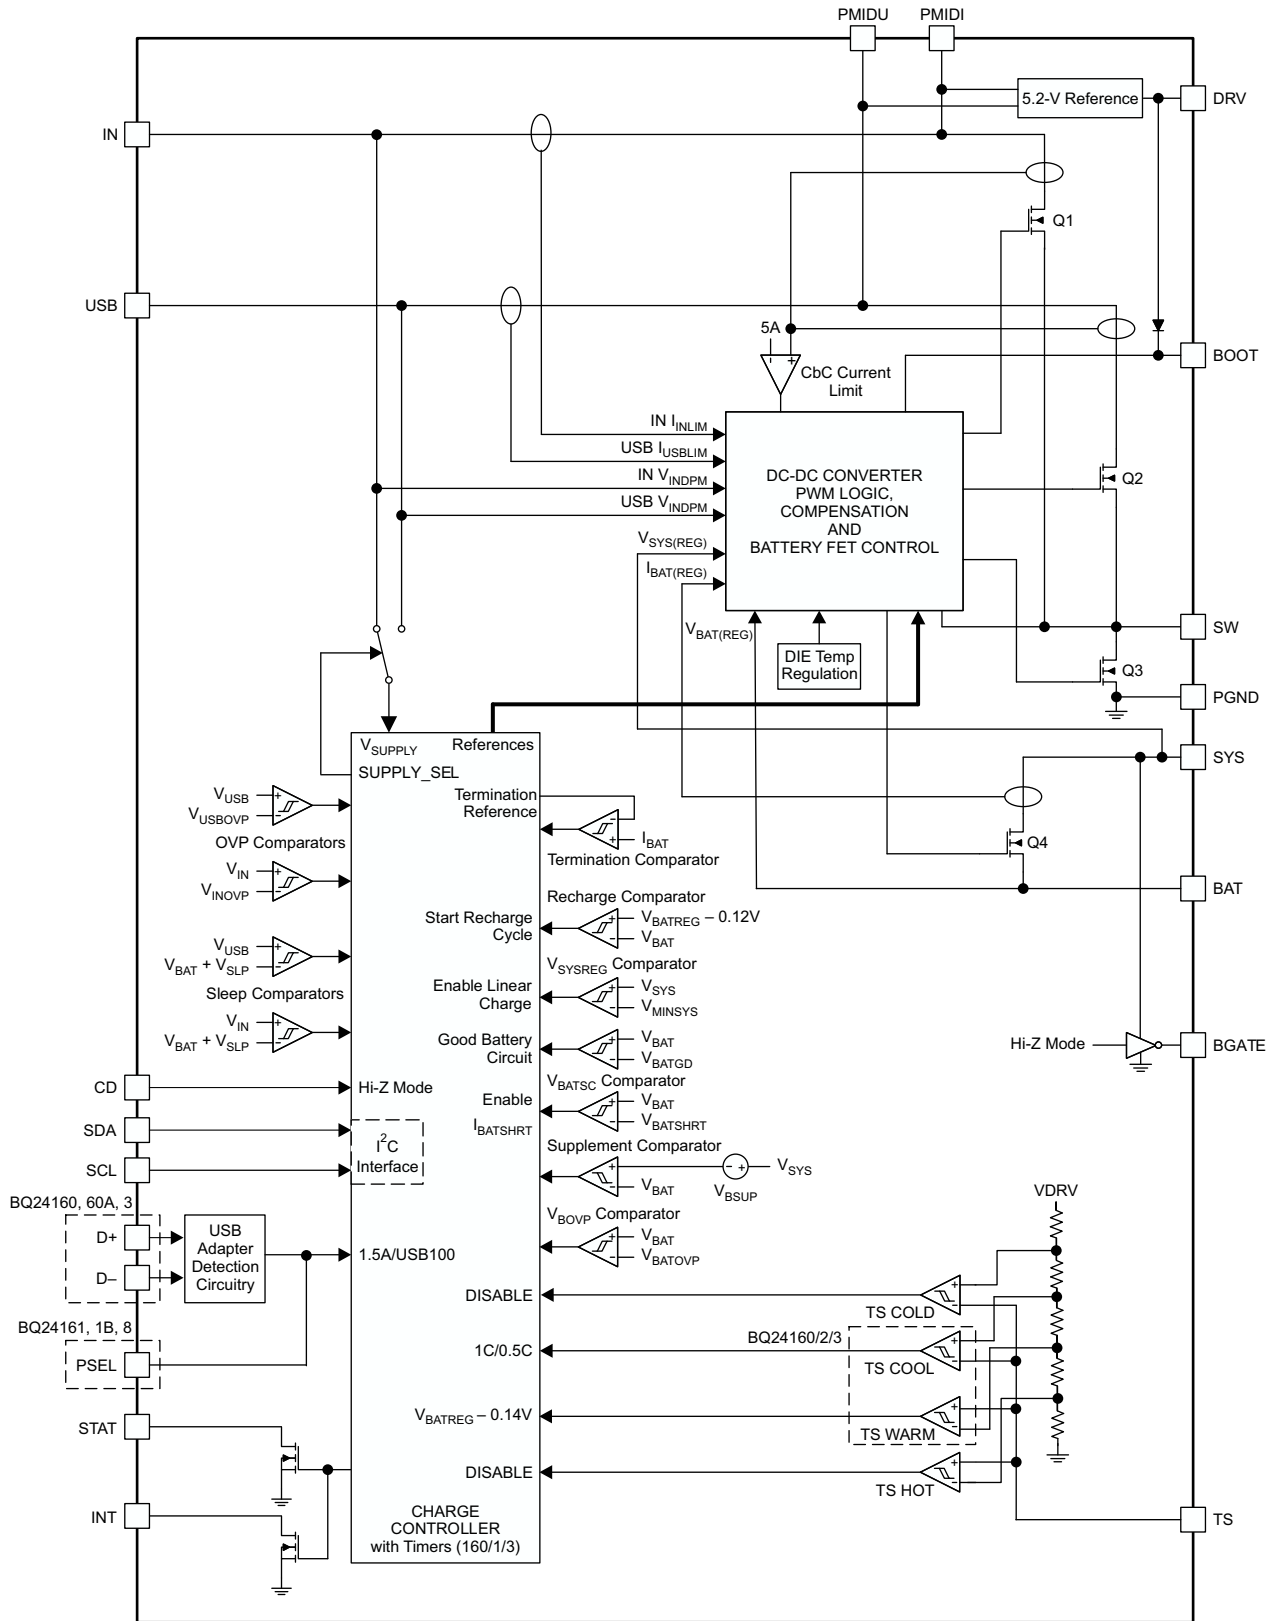 PMIDU
PMIDI
5.2-V Reference
DRV
IN
Q1
USB
5A
-
+
CbC Current
Limit
BOOT
IN I_INLIM
USB I_USBLIM
IN V_INDPM
USB V_INDPM
V_SYS(REG)
I_BAT(REG)
DC-DC CONVERTER
PWM LOGIC,
COMPENSATION
AND
BATTERY FET CONTROL
Q2
V_BAT(REG)
DIE Temp
Regulation
SW
Q3
PGND
V_SUPPLY
References
SUPPLY_SEL
SYS
V_USB
+
V_USBOVP
-
OVP Comparators
V_IN
+
V_INOVP
-
Termination
Reference
-
+
I_BAT
Termination Comparator
Q4
BAT
Recharge Comparator
Start Recharge
Cycle
+
V_BATREG – 0.12V
-
V_BAT
V_USB
+
V_BAT + V_SLP
-
Sleep Comparators
V_IN
+
V_BAT + V_SLP
-
V_SYSREG Comparator
Enable Linear
Charge
+
V_SYS
-
V_MINSYS
Good Battery
Circuit
+
V_BAT
-
V_BATGD
Hi-Z Mode
BGATE
CD
Hi-Z Mode
V_BATSC Comparator
Enable
I_BATSHRT
+
V_BAT
-
V_BATSHRT
SDA
SCL
I²C
Interface
Supplement Comparator
+
-
V_BAT
- +
V_BSUP
V_SYS
BQ24160, 60A, 3
D+
D–
USB
Adapter
Detection
Circuitry
1.5A/USB100
V_BOVP Comparator
+
V_BAT
-
V_BATOVP
VDRV
DISABLE
+
-
TS COLD
BQ24161, 1B, 8
PSEL
1C/0.5C
BQ24160/2/3
+
-
TS COOL
V_BATREG – 0.14V
+
-
TS WARM
STAT
DISABLE
+
-
TS HOT
INT
CHARGE
CONTROLLER
with Timers (160/1/3)
TS